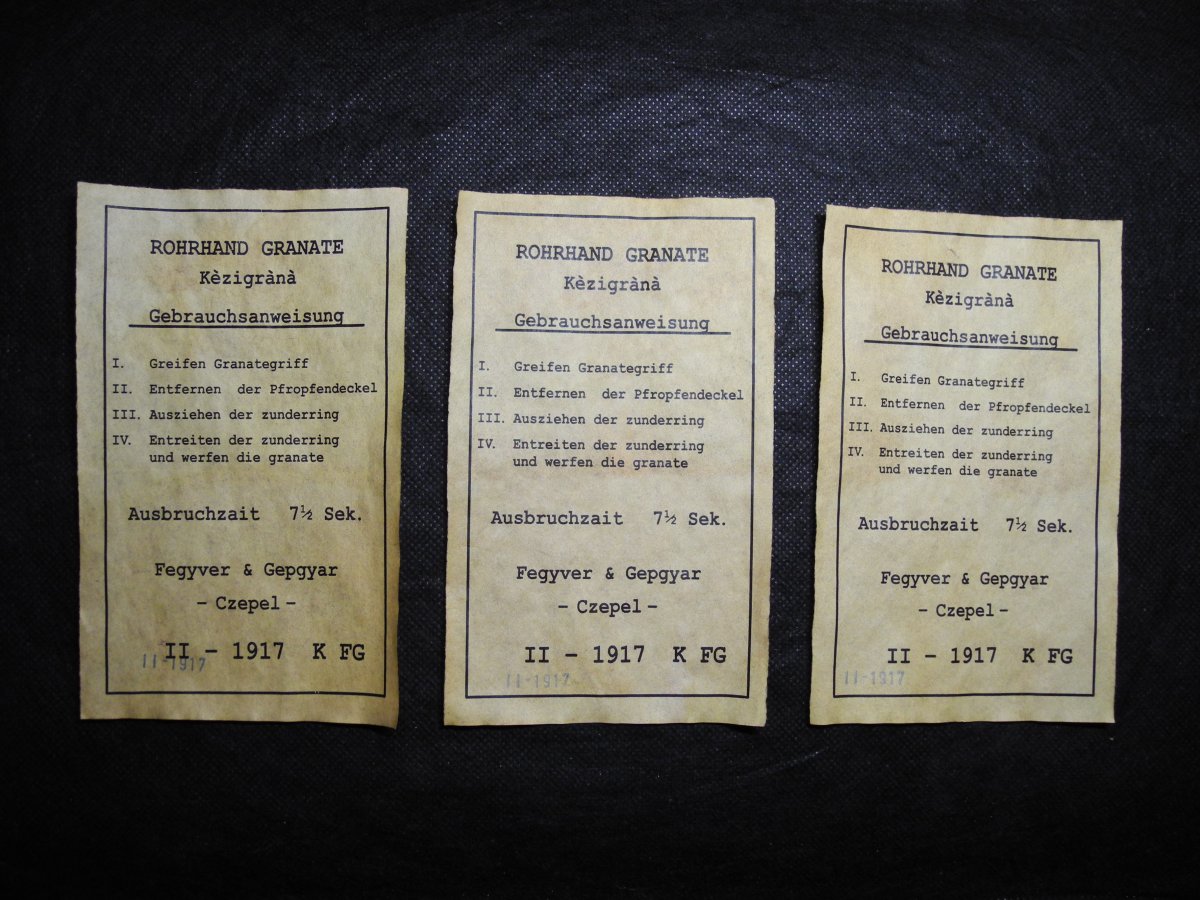 ROHRHAND GRANATE
Kèzigrànà
Gebrauchsanweisung
I. Greifen Granategriff
II. Entfernen der Pfropfendeckel
III. Ausziehen der zunderring
IV. Entreiten der zunderring
und werfen die granate
Ausbruchzait 7½ Sek.
Fegyver & Gepgyar
– Czepel –
II – 1917 K FG
II-1917
ROHRHAND GRANATE
Kèzigrànà
Gebrauchsanweisung
I. Greifen Granategriff
II. Entfernen der Pfropfendeckel
III. Ausziehen der zunderring
IV. Entreiten der zunderring
und werfen die granate
Ausbruchzait 7½ Sek.
Fegyver & Gepgyar
– Czepel –
II – 1917 K FG
II-1917
ROHRHAND GRANATE
Kèzigrànà
Gebrauchsanweisung
I. Greifen Granategriff
II. Entfernen der Pfropfendeckel
III. Ausziehen der zunderring
IV. Entreiten der zunderring
und werfen die granate
Ausbruchzait 7½ Sek.
Fegyver & Gepgyar
– Czepel –
II – 1917 K FG
II-1917